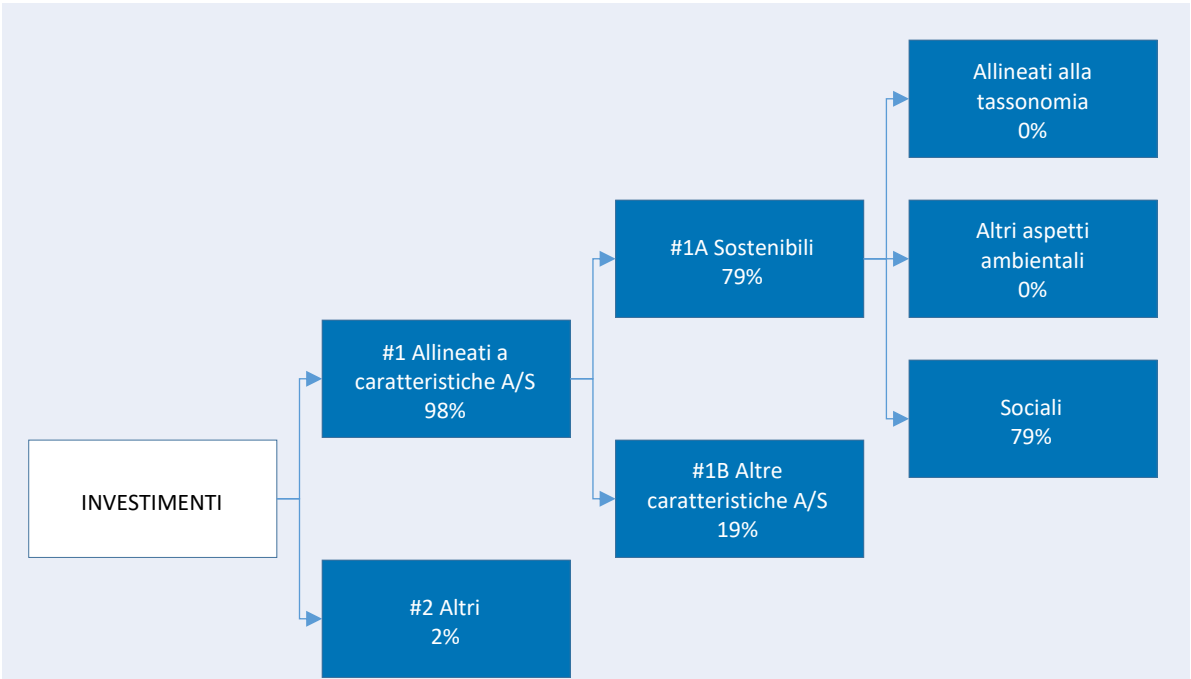 INVESTIMENTI
#1 Allineati a
caratteristiche A/S
98%
#2 Altri
2%
#1A Sostenibili
79%
#1B Altre
caratteristiche A/S
19%
Allineati alla
tassonomia
0%
Altri aspetti
ambientali
0%
Sociali
79%